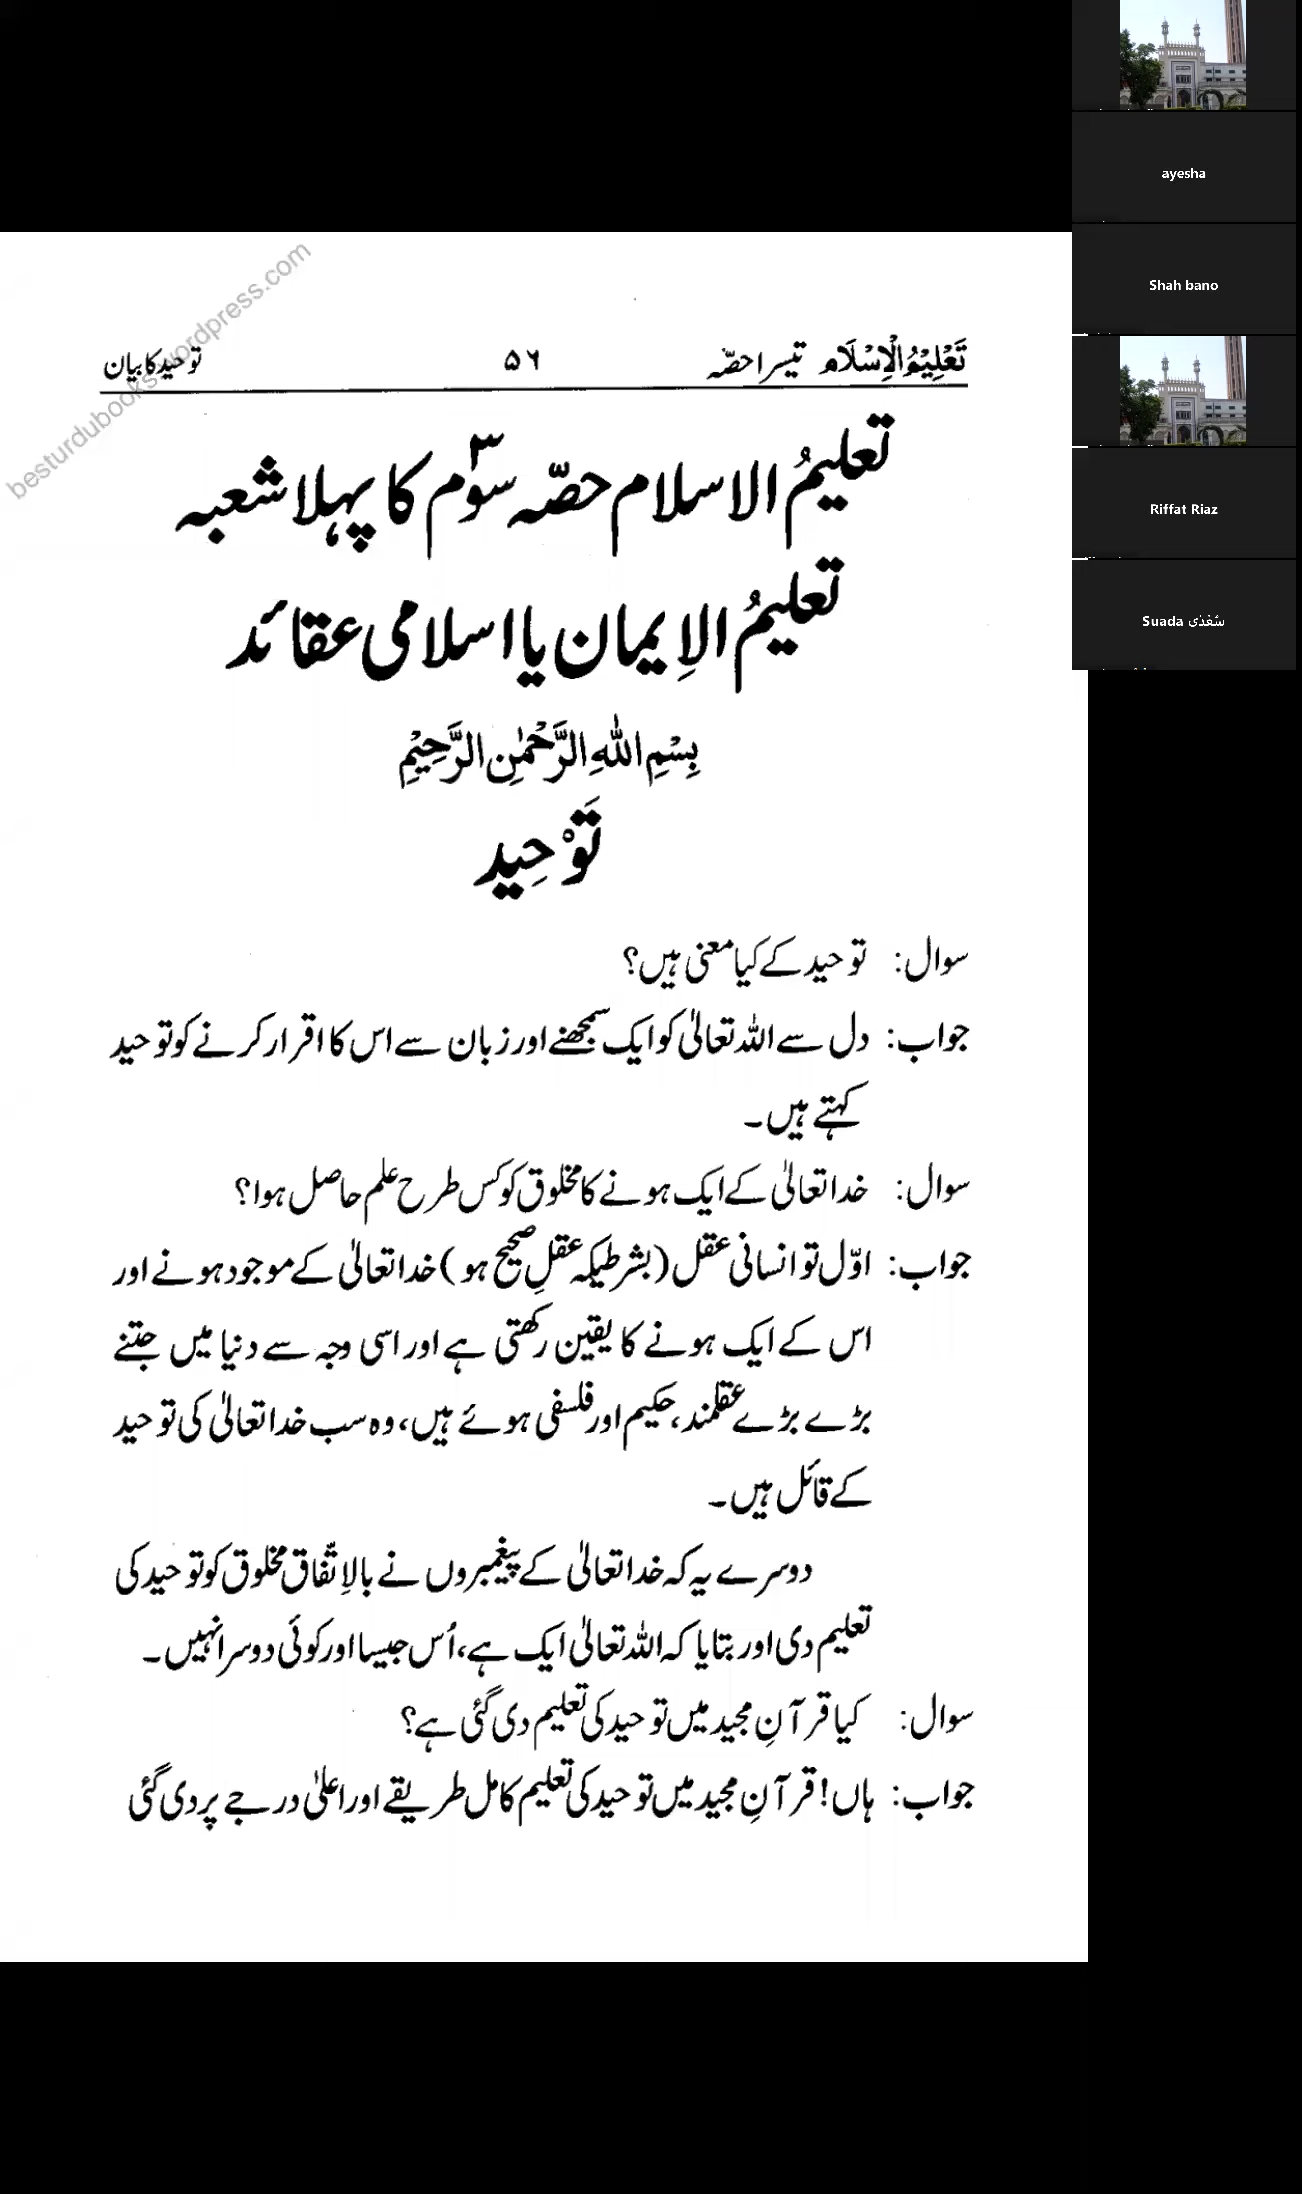 besturdubooks.wordpress.com
تَعْلِيْمُ الْاِسْلَام تیسرا حصّہ ۵۶ توحید کا بیان
تعلیمُ الاسلام حصّہ سوّم۳ کا پہلا شعبہ
تعلیمُ الاِیمان یا اسلامی عقائد
بِسْمِ اللہِ الرَّحْمٰنِ الرَّحِیْمِ
تَوْحِید
سوال: توحید کے کیا معنی ہیں؟
جواب: دل سے اللہ تعالیٰ کو ایک سمجھنے اور زبان سے اس کا اقرار کرنے کو توحید
کہتے ہیں۔
سوال: خدا تعالیٰ کے ایک ہونے کا مخلوق کو کس طرح علم حاصل ہوا؟
جواب: اوّل تو انسانی عقل (بشرطیکہ عقلِ صحیح ہو) خدا تعالیٰ کے موجود ہونے اور
اس کے ایک ہونے کا یقین رکھتی ہے اور اسی وجہ سے دنیا میں جتنے
بڑے بڑے عقلمند، حکیم اور فلسفی ہوئے ہیں، وہ سب خدا تعالیٰ کی توحید
کے قائل ہیں۔
دوسرے یہ کہ خدا تعالیٰ کے پیغمبروں نے بالاِتّفاق مخلوق کو توحید کی
تعلیم دی اور بتایا کہ اللہ تعالیٰ ایک ہے، اُس جیسا اور کوئی دوسرا نہیں۔
سوال: کیا قرآنِ مجید میں توحید کی تعلیم دی گئی ہے؟
جواب: ہاں! قرآنِ مجید میں توحید کی تعلیم کامل طریقے اور اعلیٰ درجے پر دی گئی
ayesha
Shah bano
Riffat Riaz
Suada سُعْدٰی